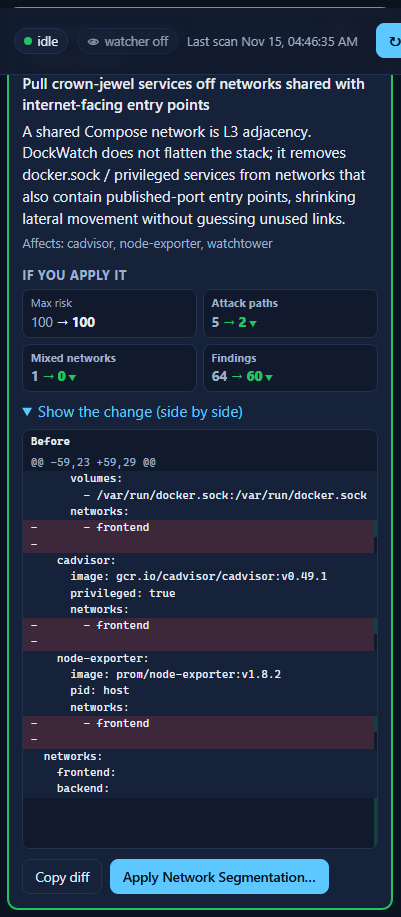 idle
watcher off
Last scan Nov 15, 04:46:35 AM
Pull crown-jewel services off networks shared with
internet-facing entry points
A shared Compose network is L3 adjacency.
DockWatch does not flatten the stack; it removes
docker.sock / privileged services from networks that
also contain published-port entry points, shrinking
lateral movement without guessing unused links.
Affects: cadvisor, node-exporter, watchtower
IF YOU APPLY IT
Max risk
100 → 100
Attack paths
5 → 2 ▼
Mixed networks
1 → 0 ▼
Findings
64 → 60 ▼
▼ Show the change (side by side)
Before
@@ -59,23 +59,29 @@
volumes:
- /var/run/docker.sock:/var/run/docker.sock
networks:
- - frontend
-
cadvisor:
image: gcr.io/cadvisor/cadvisor:v0.49.1
privileged: true
networks:
- - frontend
-
node-exporter:
image: prom/node-exporter:v1.8.2
pid: host
networks:
- - frontend
-
networks:
frontend:
backend:
Copy diff
Apply Network Segmentation...